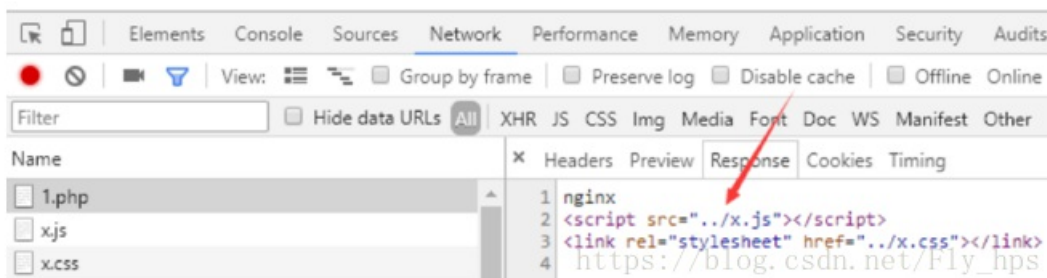 Elements Console Sources Network Performance Memory Application Security Audits
View: Group by frame Preserve log Disable cache Offline Online
Filter Hide data URLs All XHR JS CSS Img Media Font Doc WS Manifest Other
Name × Headers Preview Response Cookies Timing
1.php 1 nginx
x.js 2 <script src="../x.js"></script>
x.css 3 <link rel="stylesheet" href="../x.css"></link>
4 https://blog.csdn.net/Fly_hps